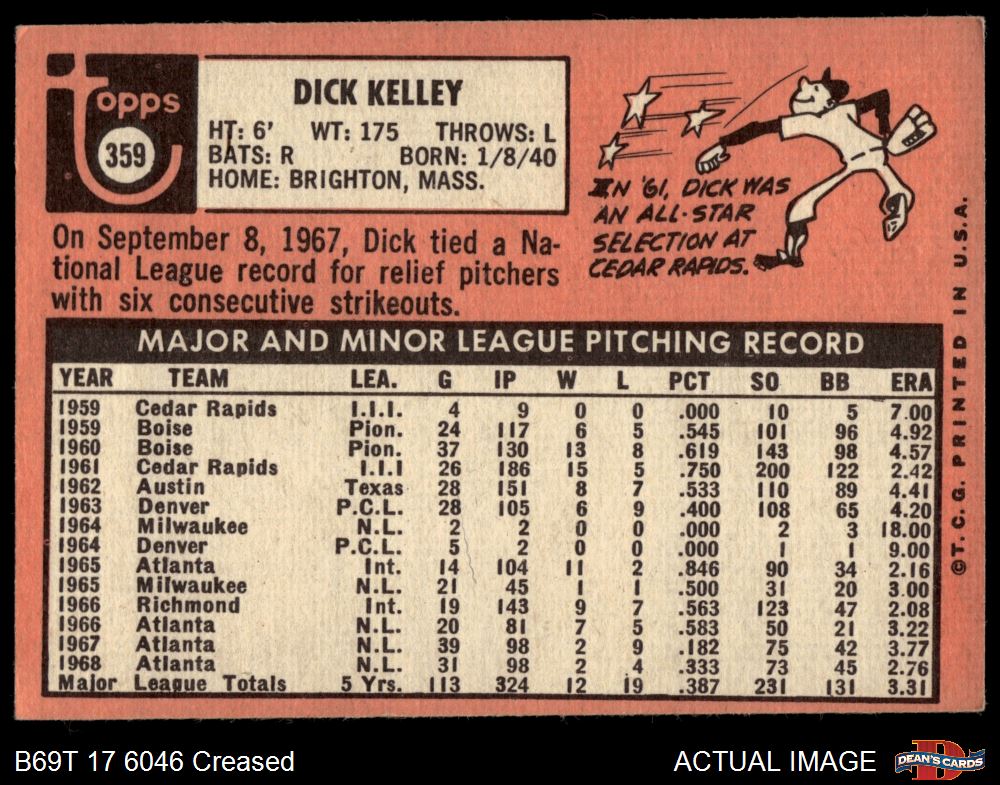 Topps
359
DICK KELLEY
HT: 6' WT: 175 THROWS: L
BATS: R BORN: 1/8/40
HOME: BRIGHTON, MASS.
On September 8, 1967, Dick tied a Na-
tional League record for relief pitchers
with six consecutive strikeouts.
IN '61, DICK WAS
AN ALL-STAR
SELECTION AT
CEDAR RAPIDS.
MAJOR AND MINOR LEAGUE PITCHING RECORD
YEAR TEAM LEA. G IP W L PCT SO BB ERA
1959 Cedar Rapids I.I.I. 4 9 0 0 .000 10 5 7.00
1959 Boise Pion. 24 117 6 5 .545 101 96 4.92
1960 Boise Pion. 37 130 13 8 .619 143 98 4.57
1961 Cedar Rapids I.I.I 26 186 15 5 .750 200 122 2.42
1962 Austin Texas 28 151 8 7 .533 110 89 4.41
1963 Denver P.C.L. 28 105 6 9 .400 108 65 4.20
1964 Milwaukee N.L. 2 2 0 0 .000 2 3 18.00
1964 Denver P.C.L. 5 2 0 0 .000 1 1 9.00
1965 Atlanta Int. 14 104 11 2 .846 90 34 2.16
1965 Milwaukee N.L. 21 45 1 1 .500 31 20 3.00
1966 Richmond Int. 19 143 9 7 .563 123 47 2.08
1966 Atlanta N.L. 20 81 7 5 .583 50 21 3.22
1967 Atlanta N.L. 39 98 2 9 .182 75 42 3.77
1968 Atlanta N.L. 31 98 2 4 .333 73 45 2.76
Major League Totals 5 Yrs. 113 324 12 19 .387 231 131 3.31
©T.C.G. PRINTED IN U.S.A.
B69T 17 6046 Creased
ACTUAL IMAGE
DEAN'S CARDS